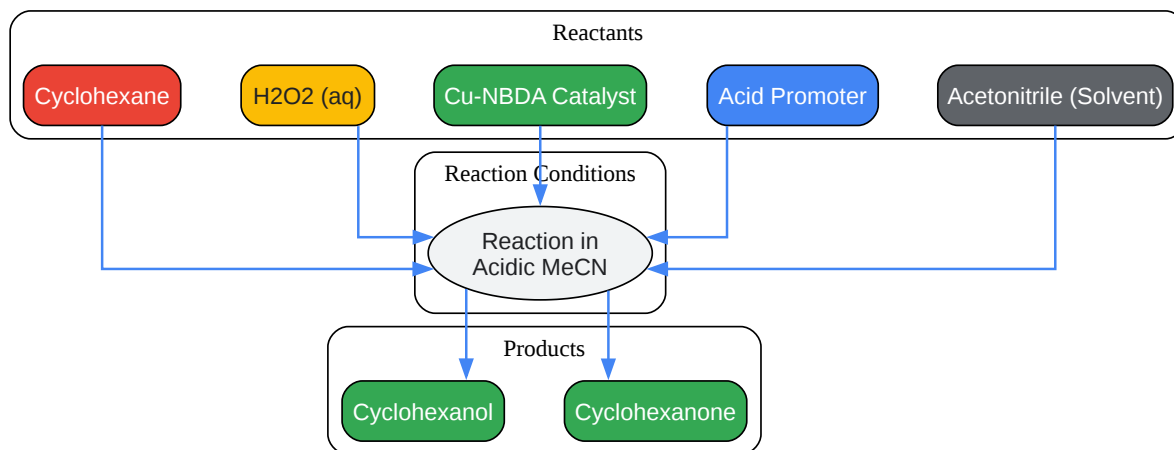 Reactants
Cyclohexane
H2O2 (aq)
Cu-NBDA Catalyst
Acid Promoter
Acetonitrile (Solvent)
Reaction Conditions
Reaction in
Acidic MeCN
Products
Cyclohexanol
Cyclohexanone